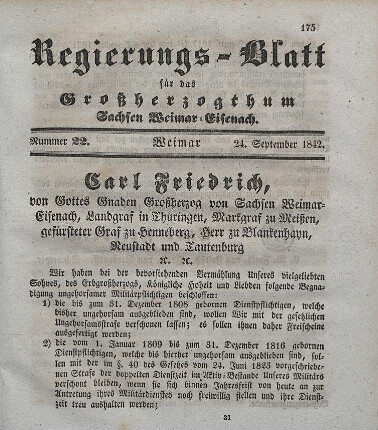 175
Regierungs-Blatt
für das
Großherzogthum
Sachsen Weimar-Eisenach.
Nummer 22. Weimar 24. September 1842.
Carl Friedrich,
von Gottes Gnaden Großherzog von Sachsen Weimar-
Eisenach, Landgraf in Thüringen, Markgraf zu Meißen,
gefürsteter Graf zu Henneberg, Herr zu Blankenhayn,
Neustadt und Tautenburg
ꝛc. ꝛc.
Wir haben bei der bevorstehenden Vermählung Unseres vielgeliebten
Sohnes, des Erbgroßherzogs, Königliche Hoheit und Liebden folgende Begna-
digung ungehorsamer Militärpflichtigen beschlossen:
1) die bis zum 31. Dezember 1808 gebornen Dienstpflichtigen, welche
bisher ungehorsam ausgeblieben sind, wollen Wir mit der gesetzlichen
Ungehorsamsstrafe verschonen lassen; es sollen ihnen daher Freischeine
ausgefertigt werden;
2) die vom 1. Januar 1809 bis zum 31. Dezember 1816 gebornen
Dienstpflichtigen, welche bis hierher ungehorsam ausgeblieben sind, sol-
len mit der im §. 40 des Gesetzes vom 24. Juni 1823 vorgeschriebe-
nen Strafe der doppelten Dienstzeit im Aktiv-Bestande Unseres Militärs
verschont bleiben, wenn sie sich binnen Jahresfrist von heute an zur
Antretung ihres Militärdienstes noch freiwillig stellen und ihre Dienst-
zeit treu aushalten werden;
31